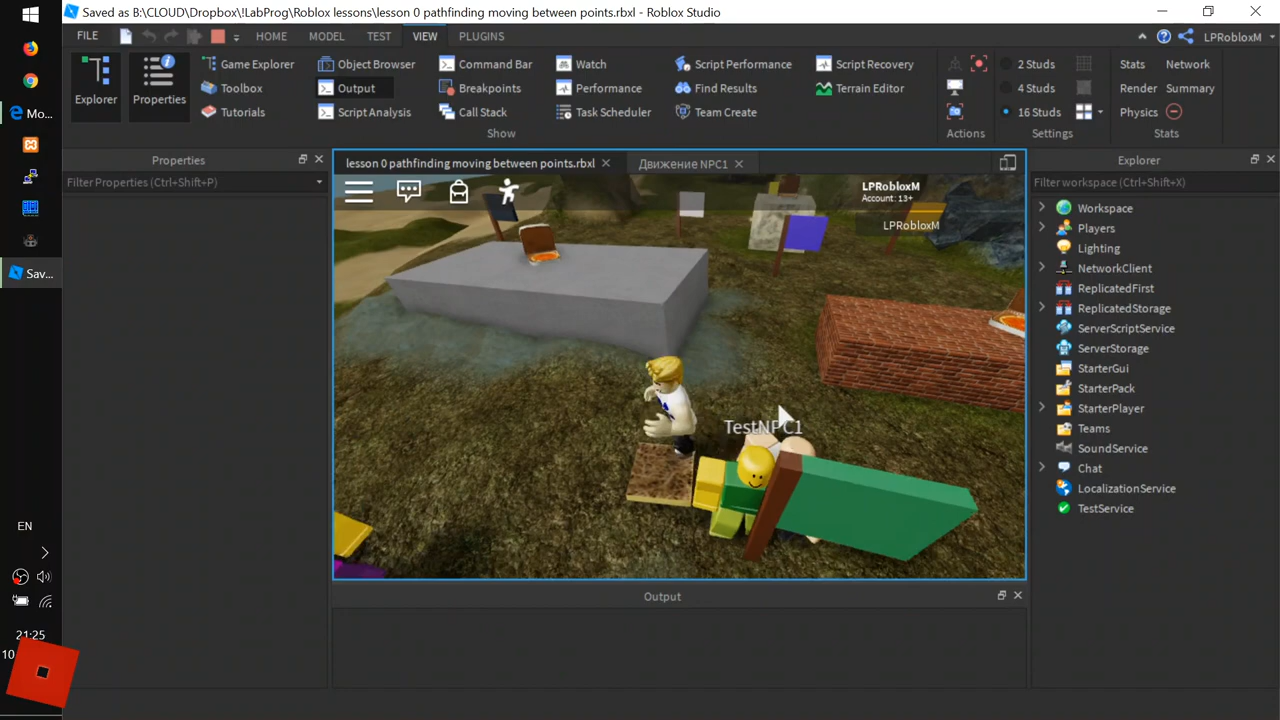 Saved as B:\CLOUD\Dropbox\!LabProg\Roblox lessons\lesson 0 pathfinding moving between points.rbxl - Roblox Studio
FILE HOME MODEL TEST VIEW PLUGINS LPRobloxM
Game Explorer Object Browser Command Bar Watch Script Performance Script Recovery 2 Studs Stats Network
Explorer Properties Toolbox Output Breakpoints Performance Find Results Terrain Editor 4 Studs Render Summary
Tutorials Script Analysis Call Stack Task Scheduler Team Create 16 Studs Physics
Show Actions Settings Stats
Mo...
Sav...
EN
21:25
10
Properties
Filter Properties (Ctrl+Shift+P)
lesson 0 pathfinding moving between points.rbxl Движение NPC1
LPRobloxM
Account: 13+
LPRobloxM
TestNPC1
Output
Explorer
Filter workspace (Ctrl+Shift+X)
Workspace
Players
Lighting
NetworkClient
ReplicatedFirst
ReplicatedStorage
ServerScriptService
ServerStorage
StarterGui
StarterPack
StarterPlayer
Teams
SoundService
Chat
LocalizationService
TestService